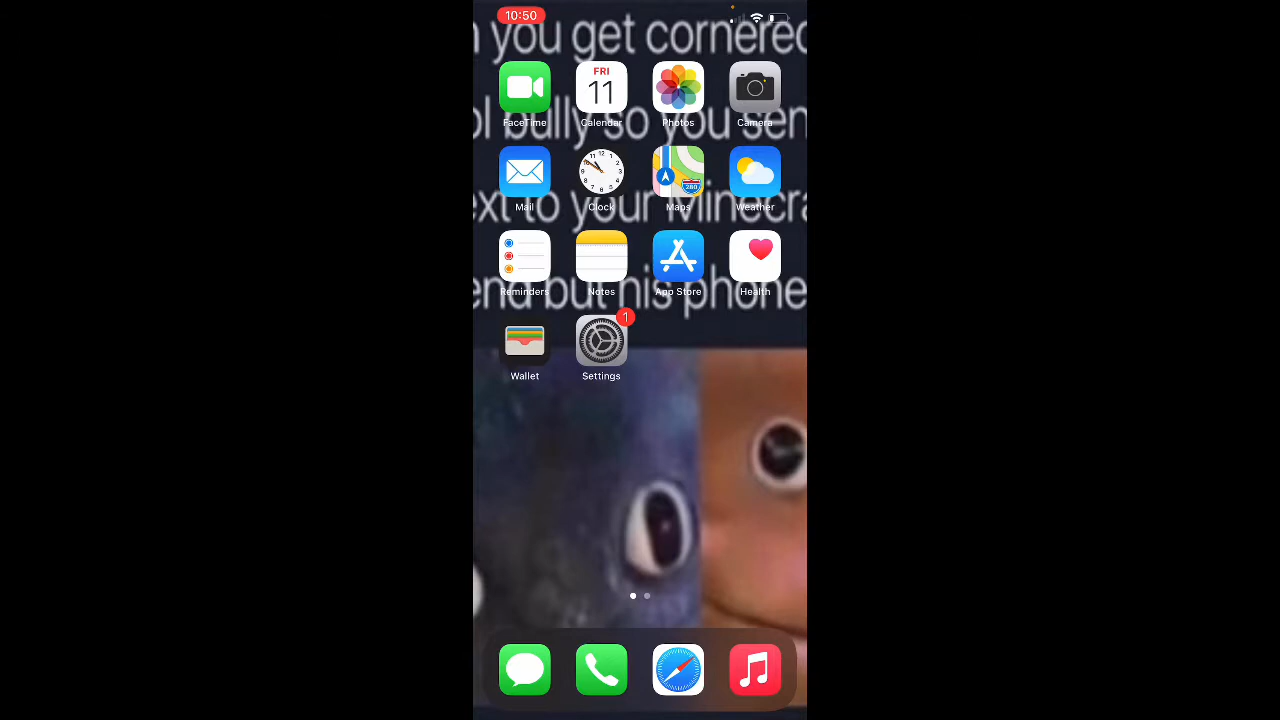 10:50
n you get cornered
FRI
11
FaceTime
Calendar
Photos
Camera
ol bully so you sen
280
Mail
Clock
Maps
Weather
ext to your Minecra
Reminders
Notes
App Store
Health
end but his phone
1
Wallet
Settings